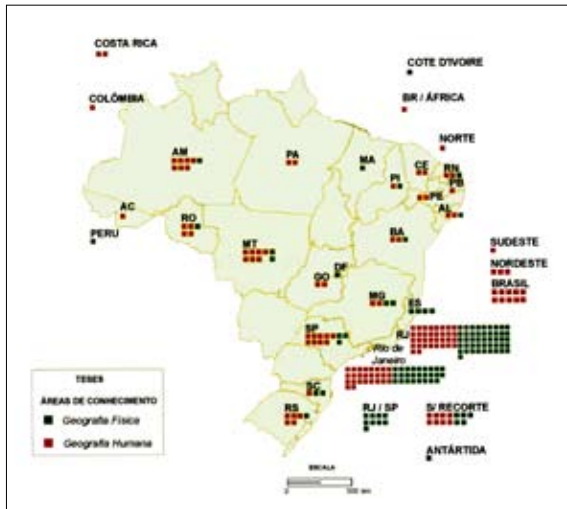 COSTA RICA
COTE D'IVOIRE
COLÔMBIA
BR / ÁFRICA
NORTE
AM
PA
MA
CE
RN
PI
PB
PE
AL
AC
RO
PERU
BA
MT
SUDESTE
NORDESTE
BRASIL
DF
GO
MG
ES
SP
RJ
Rio de
Janeiro
TESES
ÁREAS DE CONHECIMENTO
Geografia Física
Geografia Humana
SC
RS
RJ / SP
S/ RECORTE
ANTÁRTIDA
ESCALA
0 500 km